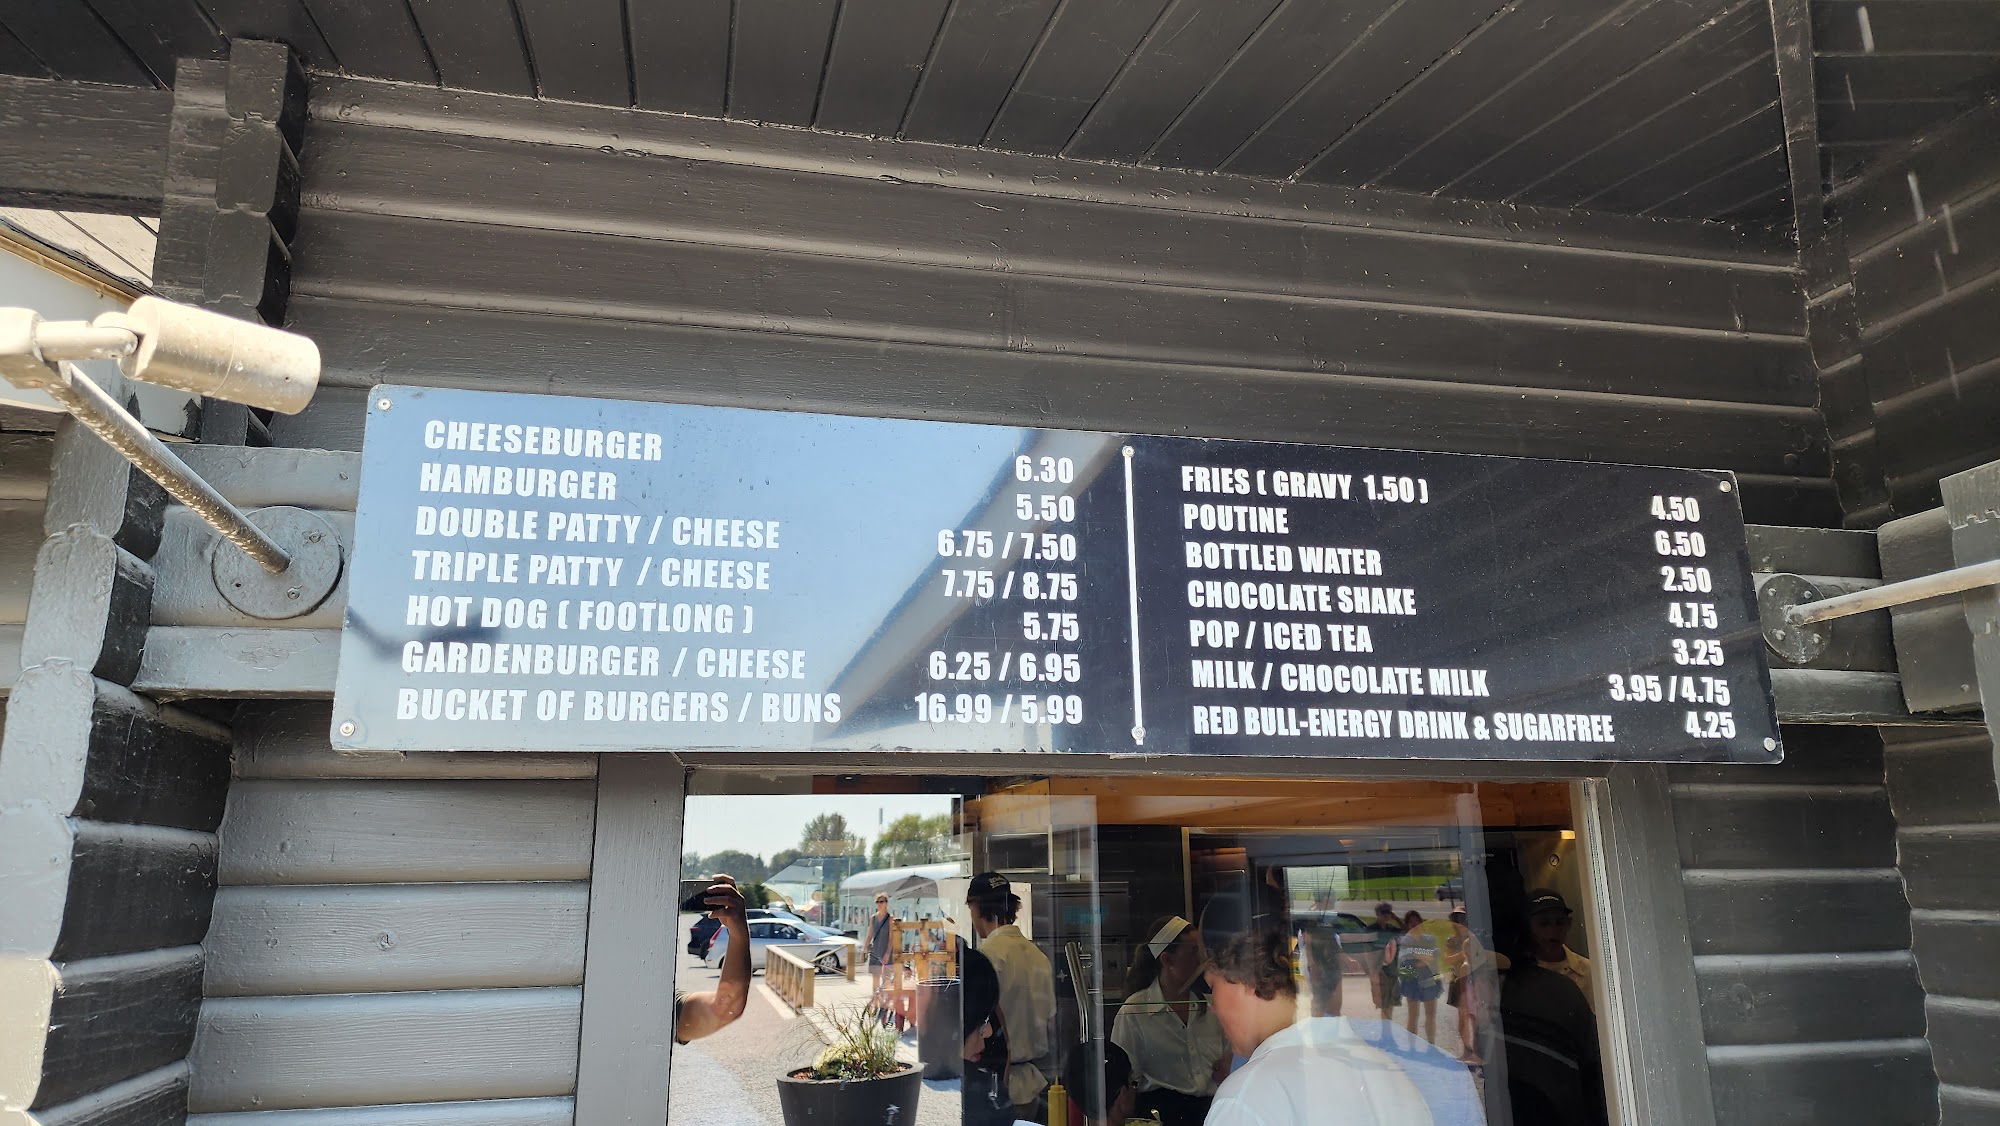 CHEESEBURGER 6.30
HAMBURGER 5.50
DOUBLE PATTY / CHEESE 6.75 / 7.50
TRIPLE PATTY / CHEESE 7.75 / 8.75
HOT DOG ( FOOTLONG ) 5.75
GARDENBURGER / CHEESE 6.25 / 6.95
BUCKET OF BURGERS / BUNS 16.99 / 5.99
FRIES ( GRAVY 1.50 ) 4.50
POUTINE 6.50
BOTTLED WATER 2.50
CHOCOLATE SHAKE 4.75
POP / ICED TEA 3.25
MILK / CHOCOLATE MILK 3.95 / 4.75
RED BULL-ENERGY DRINK & SUGARFREE 4.25